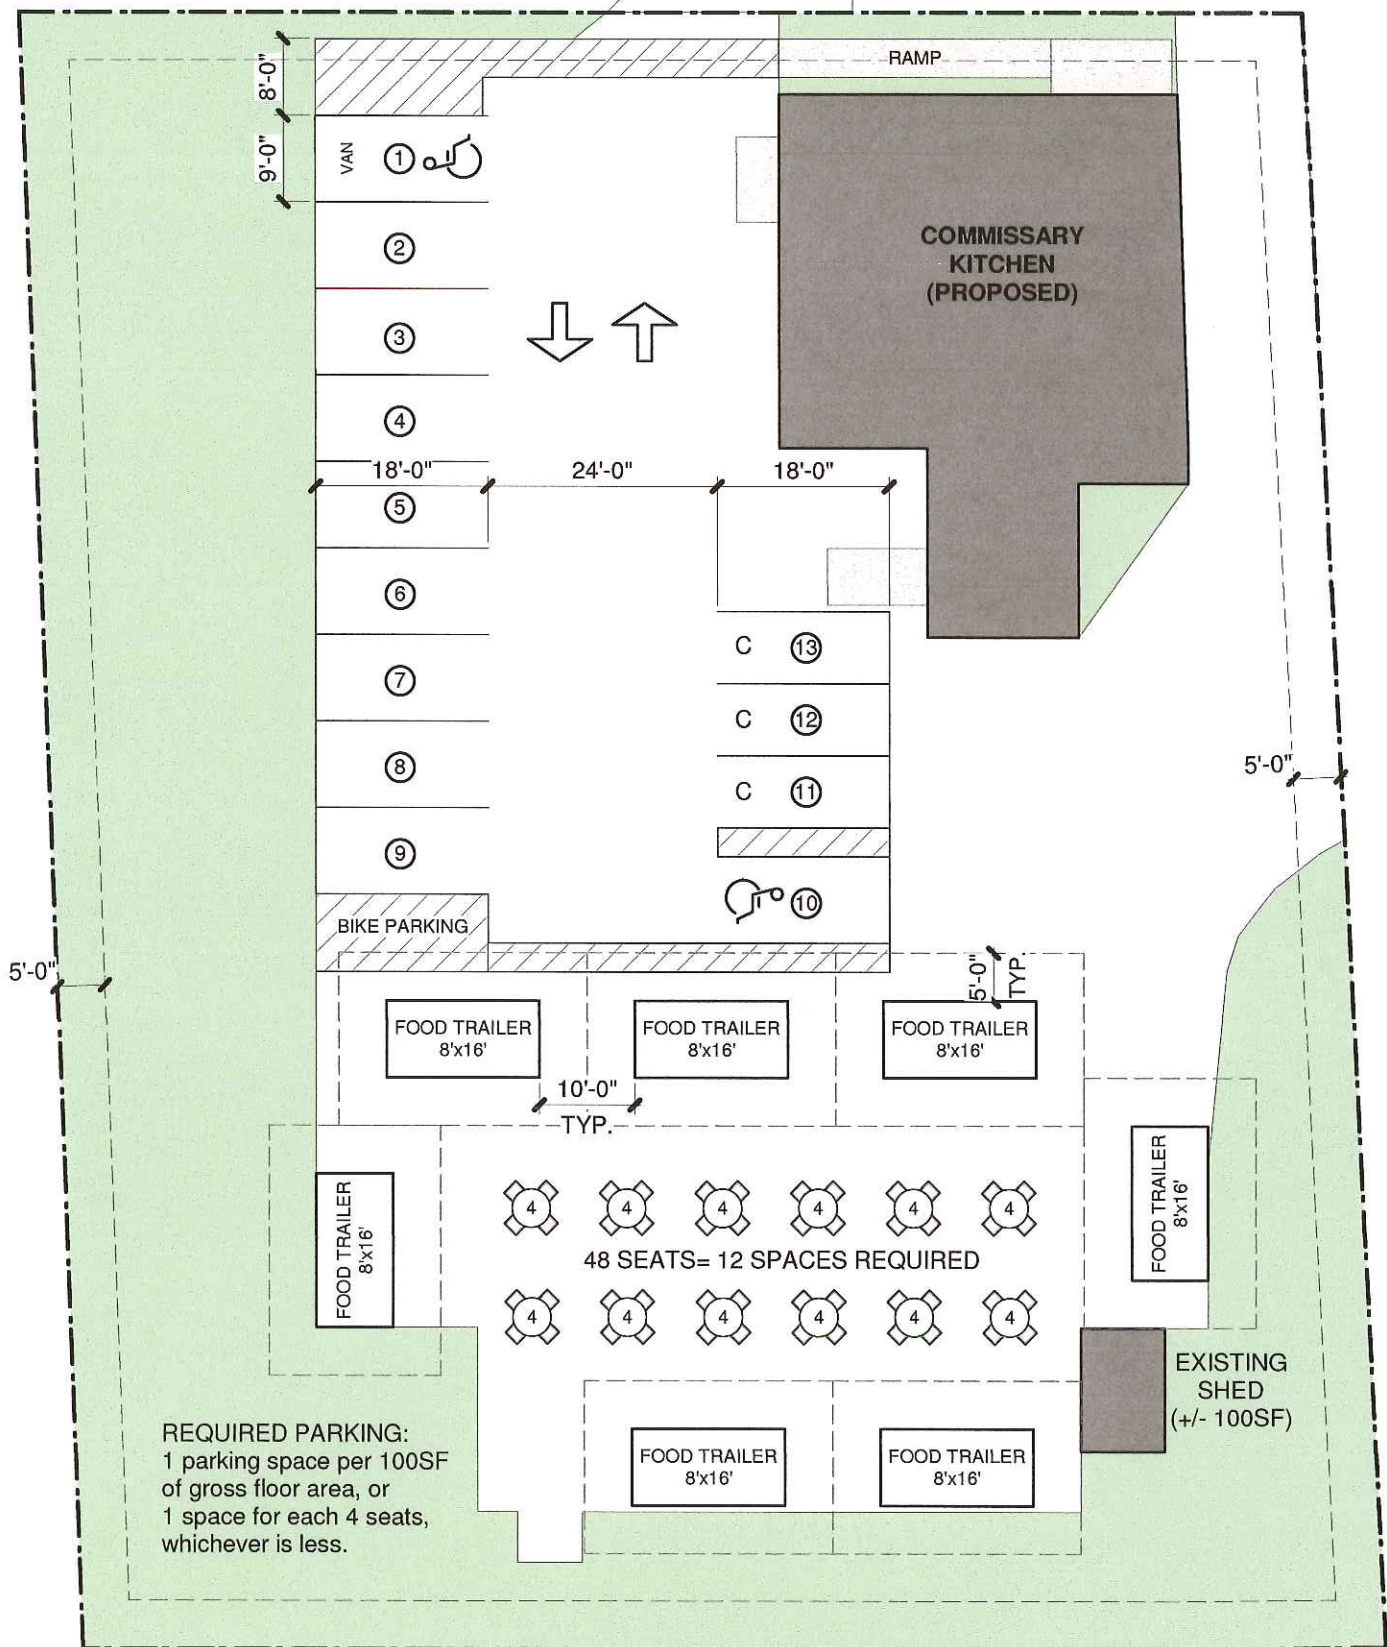 RAMP
8'-0"
9'-0"
VAN
1
2
3
4
COMMISSARY
KITCHEN
(PROPOSED)
18'-0"
24'-0"
18'-0"
5
6
7
8
9
C 13
C 12
C 11
10
5'-0"
BIKE PARKING
5'-0"
5'-0"
TYP.
FOOD TRAILER
8'x16'
FOOD TRAILER
8'x16'
FOOD TRAILER
8'x16'
10'-0"
TYP.
FOOD TRAILER
8'x16'
FOOD TRAILER
8'x16'
4 4 4 4 4 4
48 SEATS= 12 SPACES REQUIRED
4 4 4 4 4 4
EXISTING
SHED
(+/- 100SF)
FOOD TRAILER
8'x16'
FOOD TRAILER
8'x16'
REQUIRED PARKING:
1 parking space per 100SF
of gross floor area, or
1 space for each 4 seats,
whichever is less.